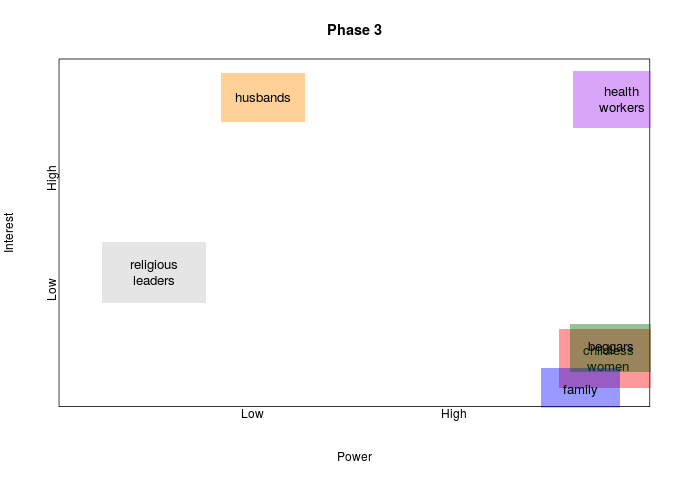 Phase 3
husbands
health
workers
High
Interest
religious
leaders
Low
beggars
childless
women
family
Low
High
Power